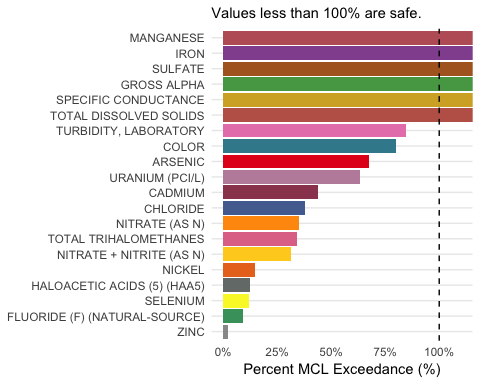 Values less than 100% are safe.
MANGANESE
IRON
SULFATE
GROSS ALPHA
SPECIFIC CONDUCTANCE
TOTAL DISSOLVED SOLIDS
TURBIDITY, LABORATORY
COLOR
ARSENIC
URANIUM (PCI/L)
CADMIUM
CHLORIDE
NITRATE (AS N)
TOTAL TRIHALOMETHANES
NITRATE + NITRITE (AS N)
NICKEL
HALOACETIC ACIDS (5) (HAA5)
SELENIUM
FLUORIDE (F) (NATURAL-SOURCE)
ZINC
0% 25% 50% 75% 100%
Percent MCL Exceedance (%)